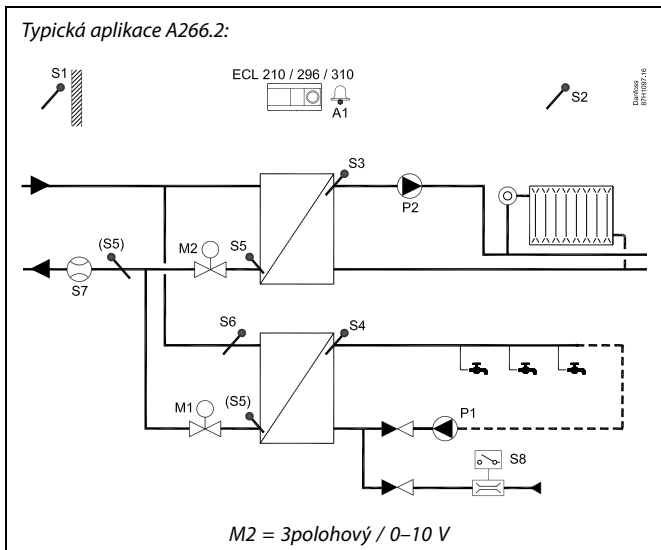 Typická aplikace A266.2:
S1
ECL 210 / 296 / 310
A1
S2
Danfoss
87H1097.16
S3
P2
(S5)
M2
S5
S7
S6
S4
M1
(S5)
P1
S8
M2 = 3polohový / 0–10 V